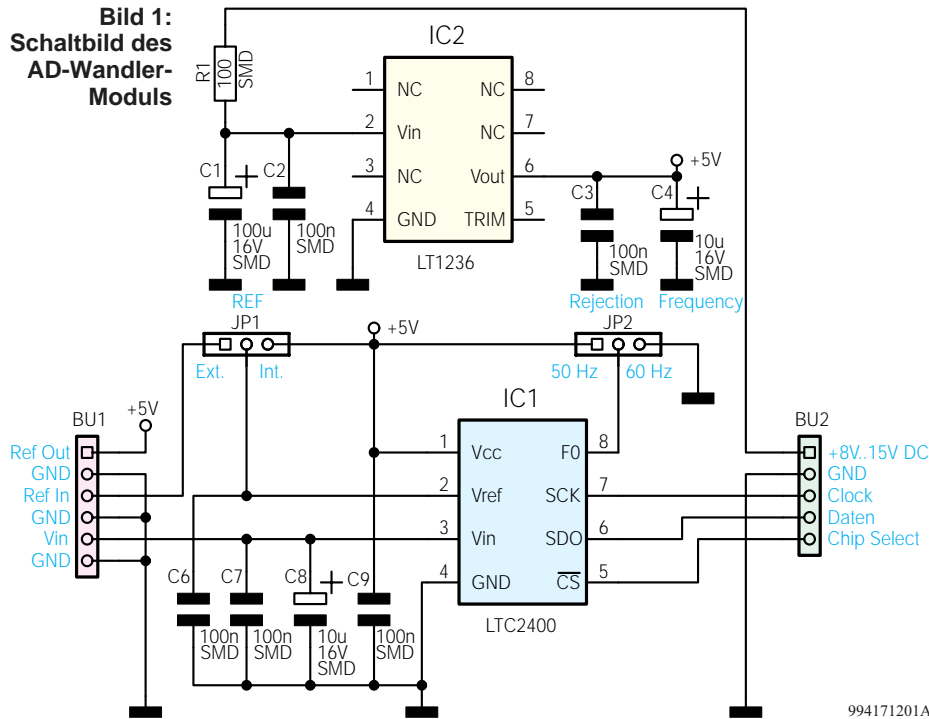 Bild 1:
Schaltbild des
AD-Wandler-
Moduls
R1
100
SMD
IC2
1 NC
2 Vin
3 NC
4 GND
NC 8
NC 7
Vout 6
TRIM 5
LT1236
C1
+
100u
16V
SMD
C2
100n
SMD
+5V
C3
100n
SMD
C4
+
10u
16V
SMD
REF
JP1
Ext. Int.
+5V
Rejection Frequency
JP2
50 Hz 60 Hz
BU1
+5V
Ref Out
GND
Ref In
GND
Vin
GND
IC1
1 Vcc
2 Vref
3 Vin
4 GND
F0 8
SCK 7
SDO 6
CS 5
LTC2400
BU2
+8V..15V DC
GND
Clock
Daten
Chip Select
C6
100n
SMD
C7
100n
SMD
C8
+
10u
16V
SMD
C9
100n
SMD
994171201A